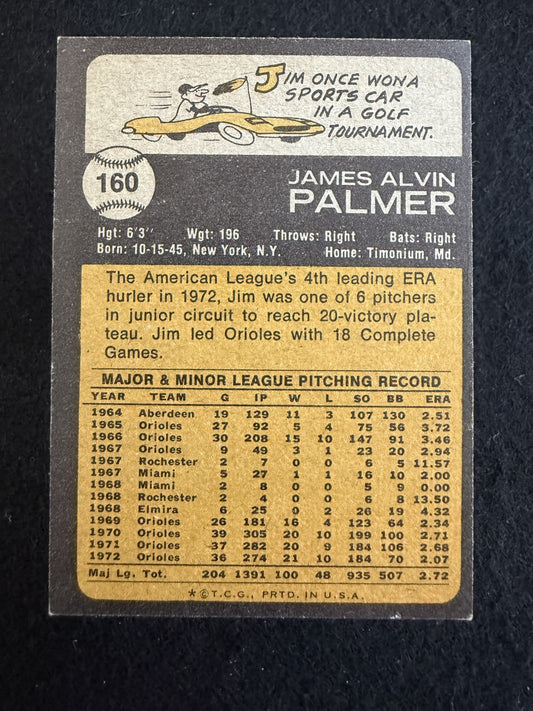 JIM ONCE WON A
SPORTS CAR
IN A GOLF
TOURNAMENT.
160
JAMES ALVIN
PALMER
Hgt: 6'3" Wgt: 196 Throws: Right Bats: Right
Born: 10-15-45, New York, N.Y. Home: Timonium, Md.
The American League's 4th leading ERA
hurler in 1972, Jim was one of 6 pitchers
in junior circuit to reach 20-victory pla-
teau. Jim led Orioles with 18 Complete
Games.
MAJOR & MINOR LEAGUE PITCHING RECORD
YEAR TEAM G IP W L SO BB ERA
1964 Aberdeen 19 129 11 3 107 130 2.51
1965 Orioles 27 92 5 4 75 56 3.72
1966 Orioles 30 208 15 10 147 91 3.46
1967 Orioles 9 49 3 1 23 20 2.94
1967 Rochester 2 7 0 0 6 5 11.57
1967 Miami 5 27 1 1 16 10 2.00
1968 Miami 2 8 0 0 5 9 0.00
1968 Rochester 2 4 0 0 6 8 13.50
1968 Elmira 6 25 0 2 26 19 4.32
1969 Orioles 26 181 16 4 123 64 2.34
1970 Orioles 39 305 20 10 199 100 2.71
1971 Orioles 37 282 20 9 184 106 2.68
1972 Orioles 36 274 21 10 184 70 2.07
Maj Lg. Tot. 204 1391 100 48 935 507 2.72
*©T.C.G., PRTD. IN U.S.A.